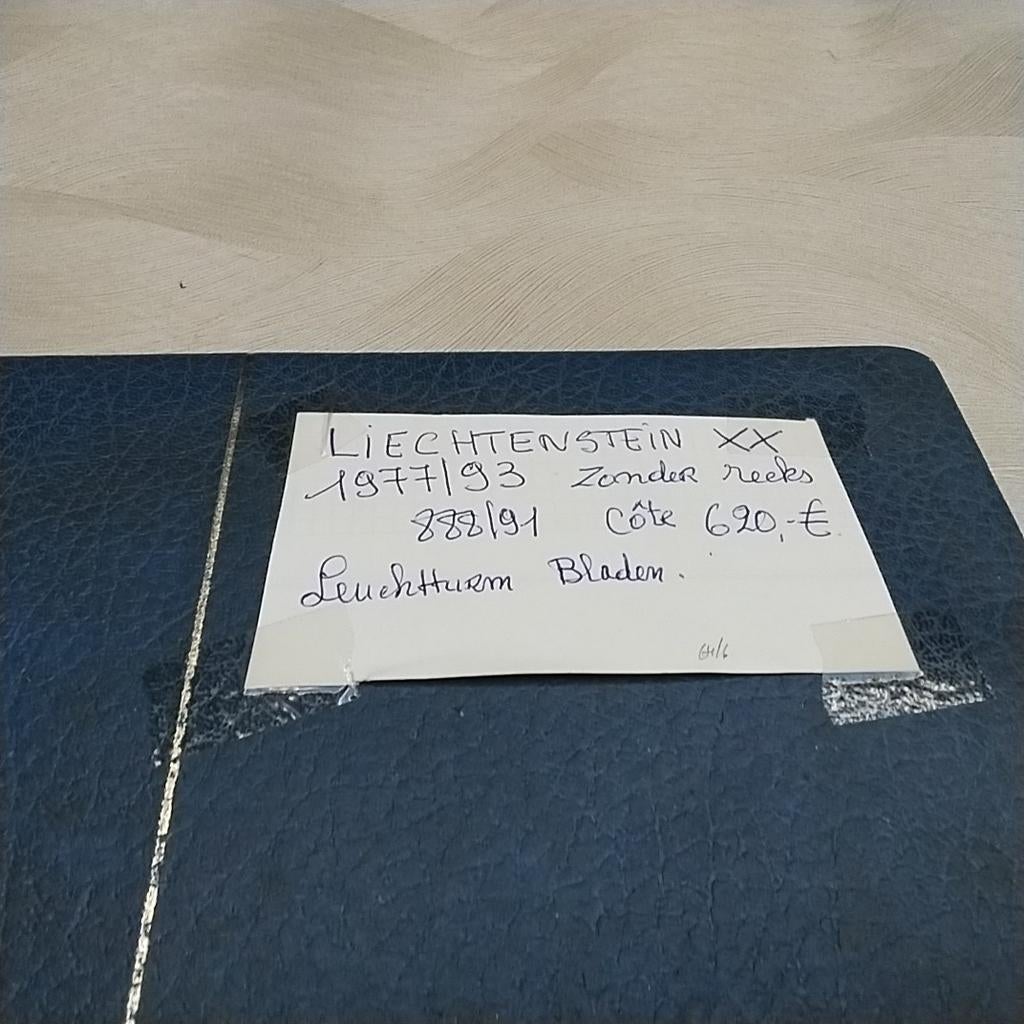 LiECHTENSTEiN XX
1977/93 Zonder reeks
888/91 Côte 620,-€
Leuchtturm Bladen.